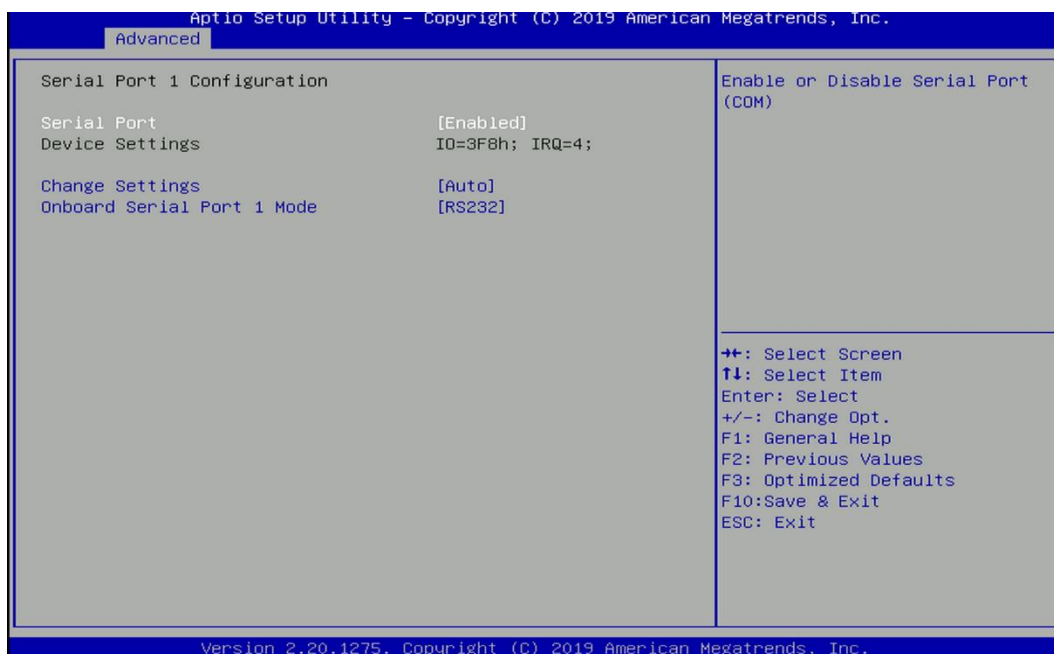 Aptio Setup Utility - Copyright (C) 2019 American Megatrends, Inc.
Advanced
Serial Port 1 Configuration
Serial Port [Enabled]
Device Settings IO=3F8h; IRQ=4;
Change Settings [Auto]
Onboard Serial Port 1 Mode [RS232]
Enable or Disable Serial Port
(COM)
→←: Select Screen
↑↓: Select Item
Enter: Select
+/-: Change Opt.
F1: General Help
F2: Previous Values
F3: Optimized Defaults
F10:Save & Exit
ESC: Exit
Version 2.20.1275. Copyright (C) 2019 American Megatrends, Inc.